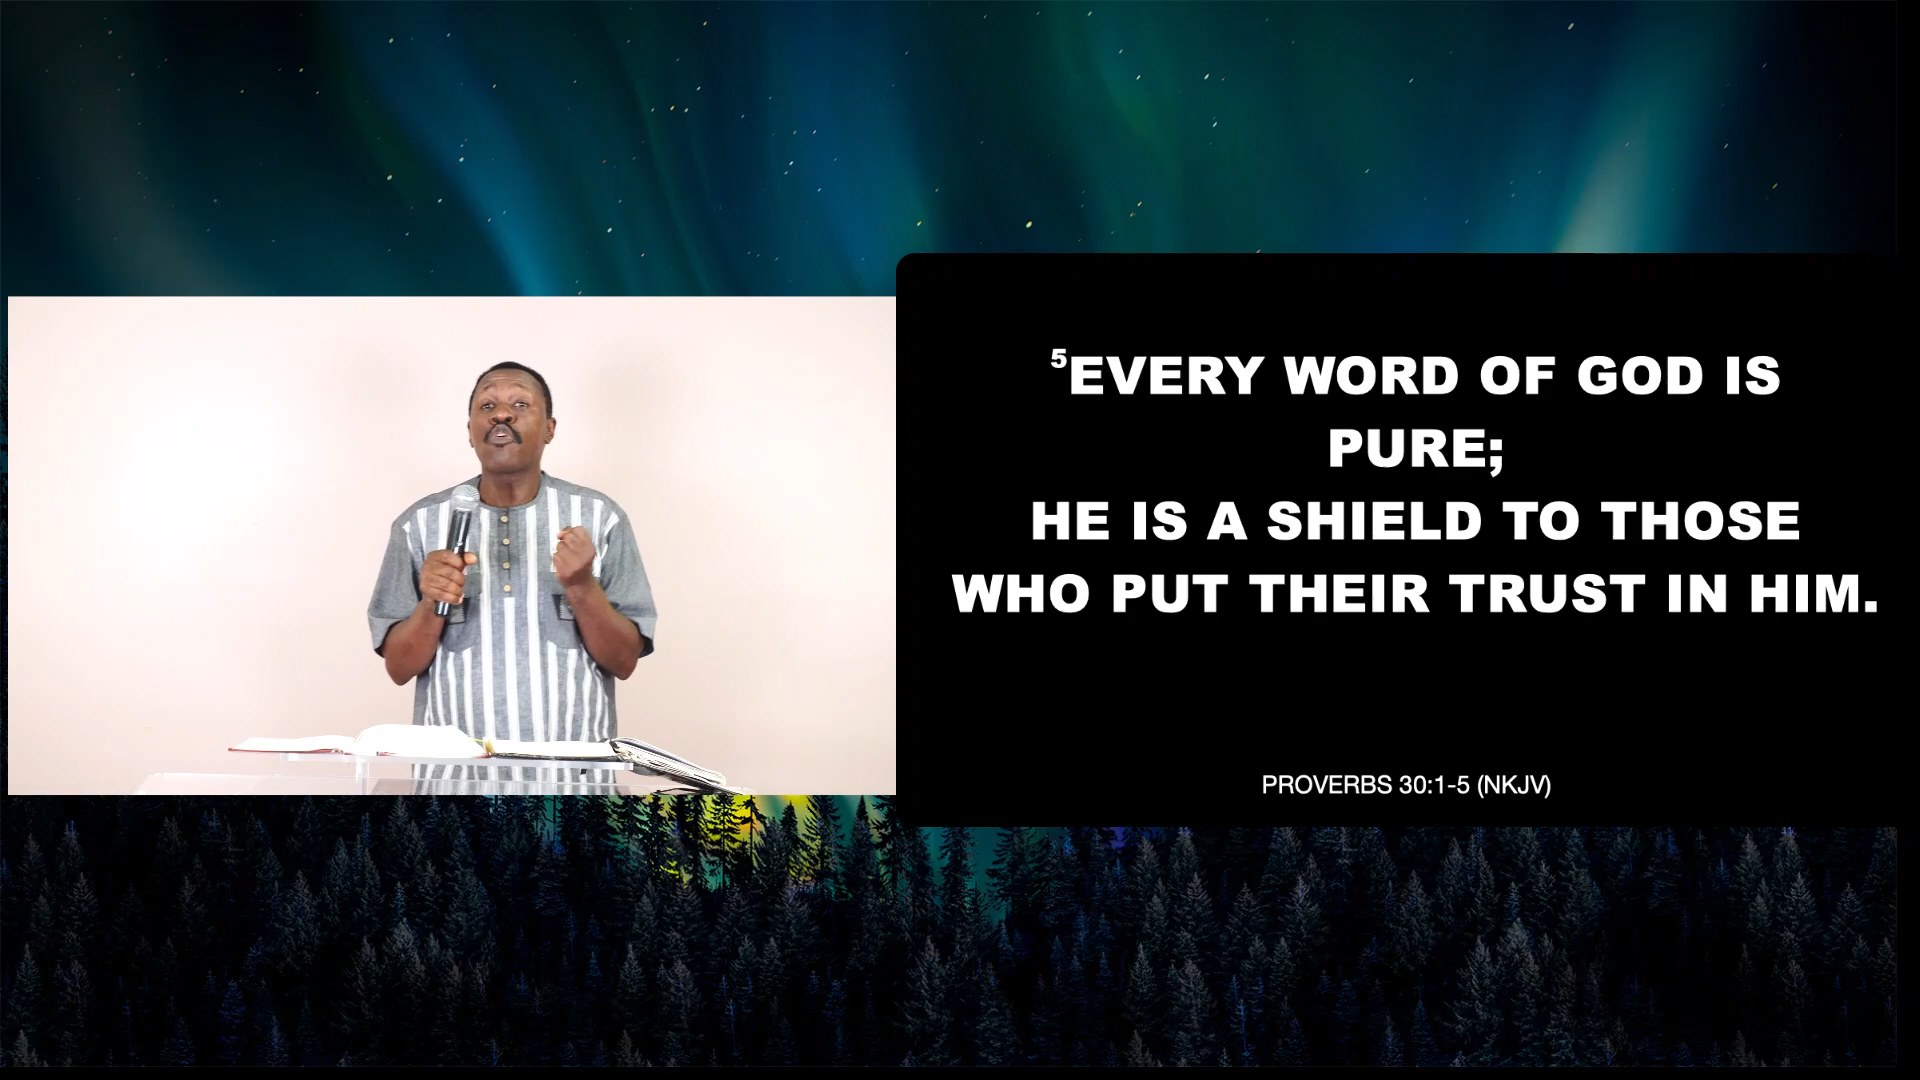 ⁵EVERY WORD OF GOD IS
PURE;
HE IS A SHIELD TO THOSE
WHO PUT THEIR TRUST IN HIM.
PROVERBS 30:1-5 (NKJV)